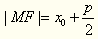 | MF |= x₀ + p/2